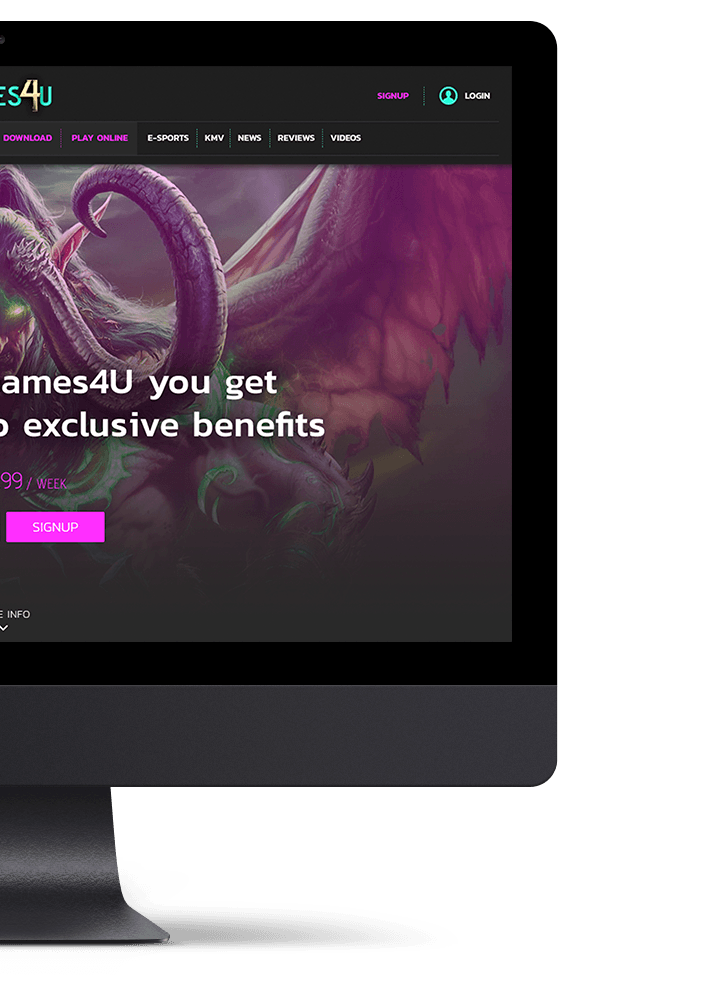 ES4U
SIGNUP LOGIN
DOWNLOAD PLAY ONLINE E-SPORTS KMV NEWS REVIEWS VIDEOS
ames4U you get
exclusive benefits
99 / WEEK
SIGNUP
E INFO